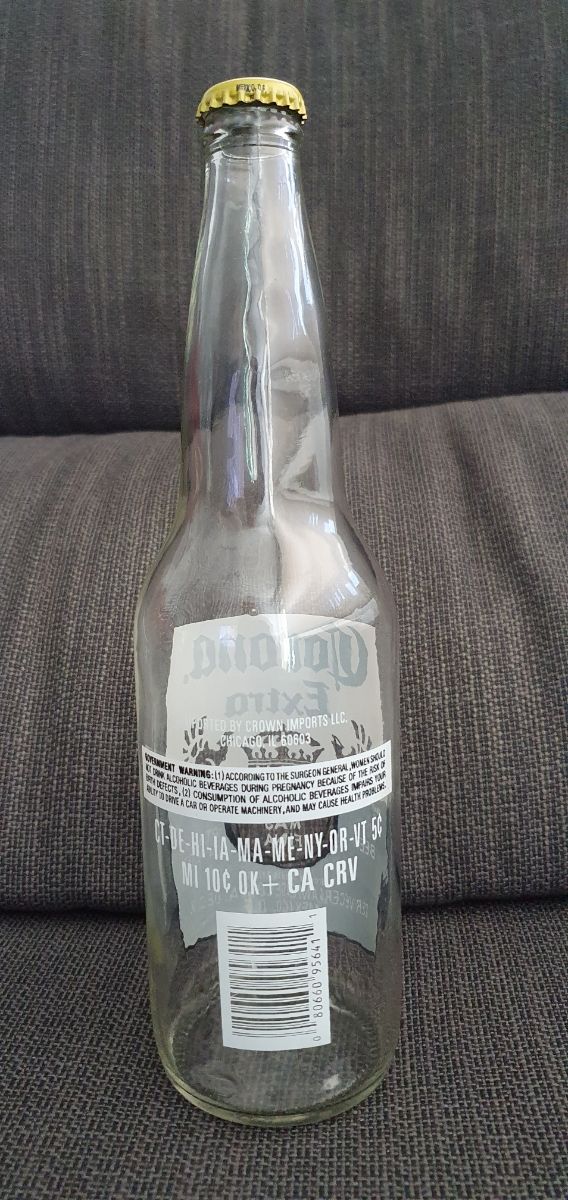 MEXICO, D.F.
Corona
Extra
IMPORTED BY CROWN IMPORTS LLC.
CHICAGO, IL 60603
GOVERNMENT WARNING: (1) ACCORDING TO THE SURGEON GENERAL, WOMEN SHOULD
NOT DRINK ALCOHOLIC BEVERAGES DURING PREGNANCY BECAUSE OF THE RISK OF
BIRTH DEFECTS. (2) CONSUMPTION OF ALCOHOLIC BEVERAGES IMPAIRS YOUR
ABILITY TO DRIVE A CAR OR OPERATE MACHINERY, AND MAY CAUSE HEALTH PROBLEMS.
CT-DE-HI-IA-MA-ME-NY-OR-VT 5¢
MI 10¢ OK+ CA CRV
0 80660 95641 1